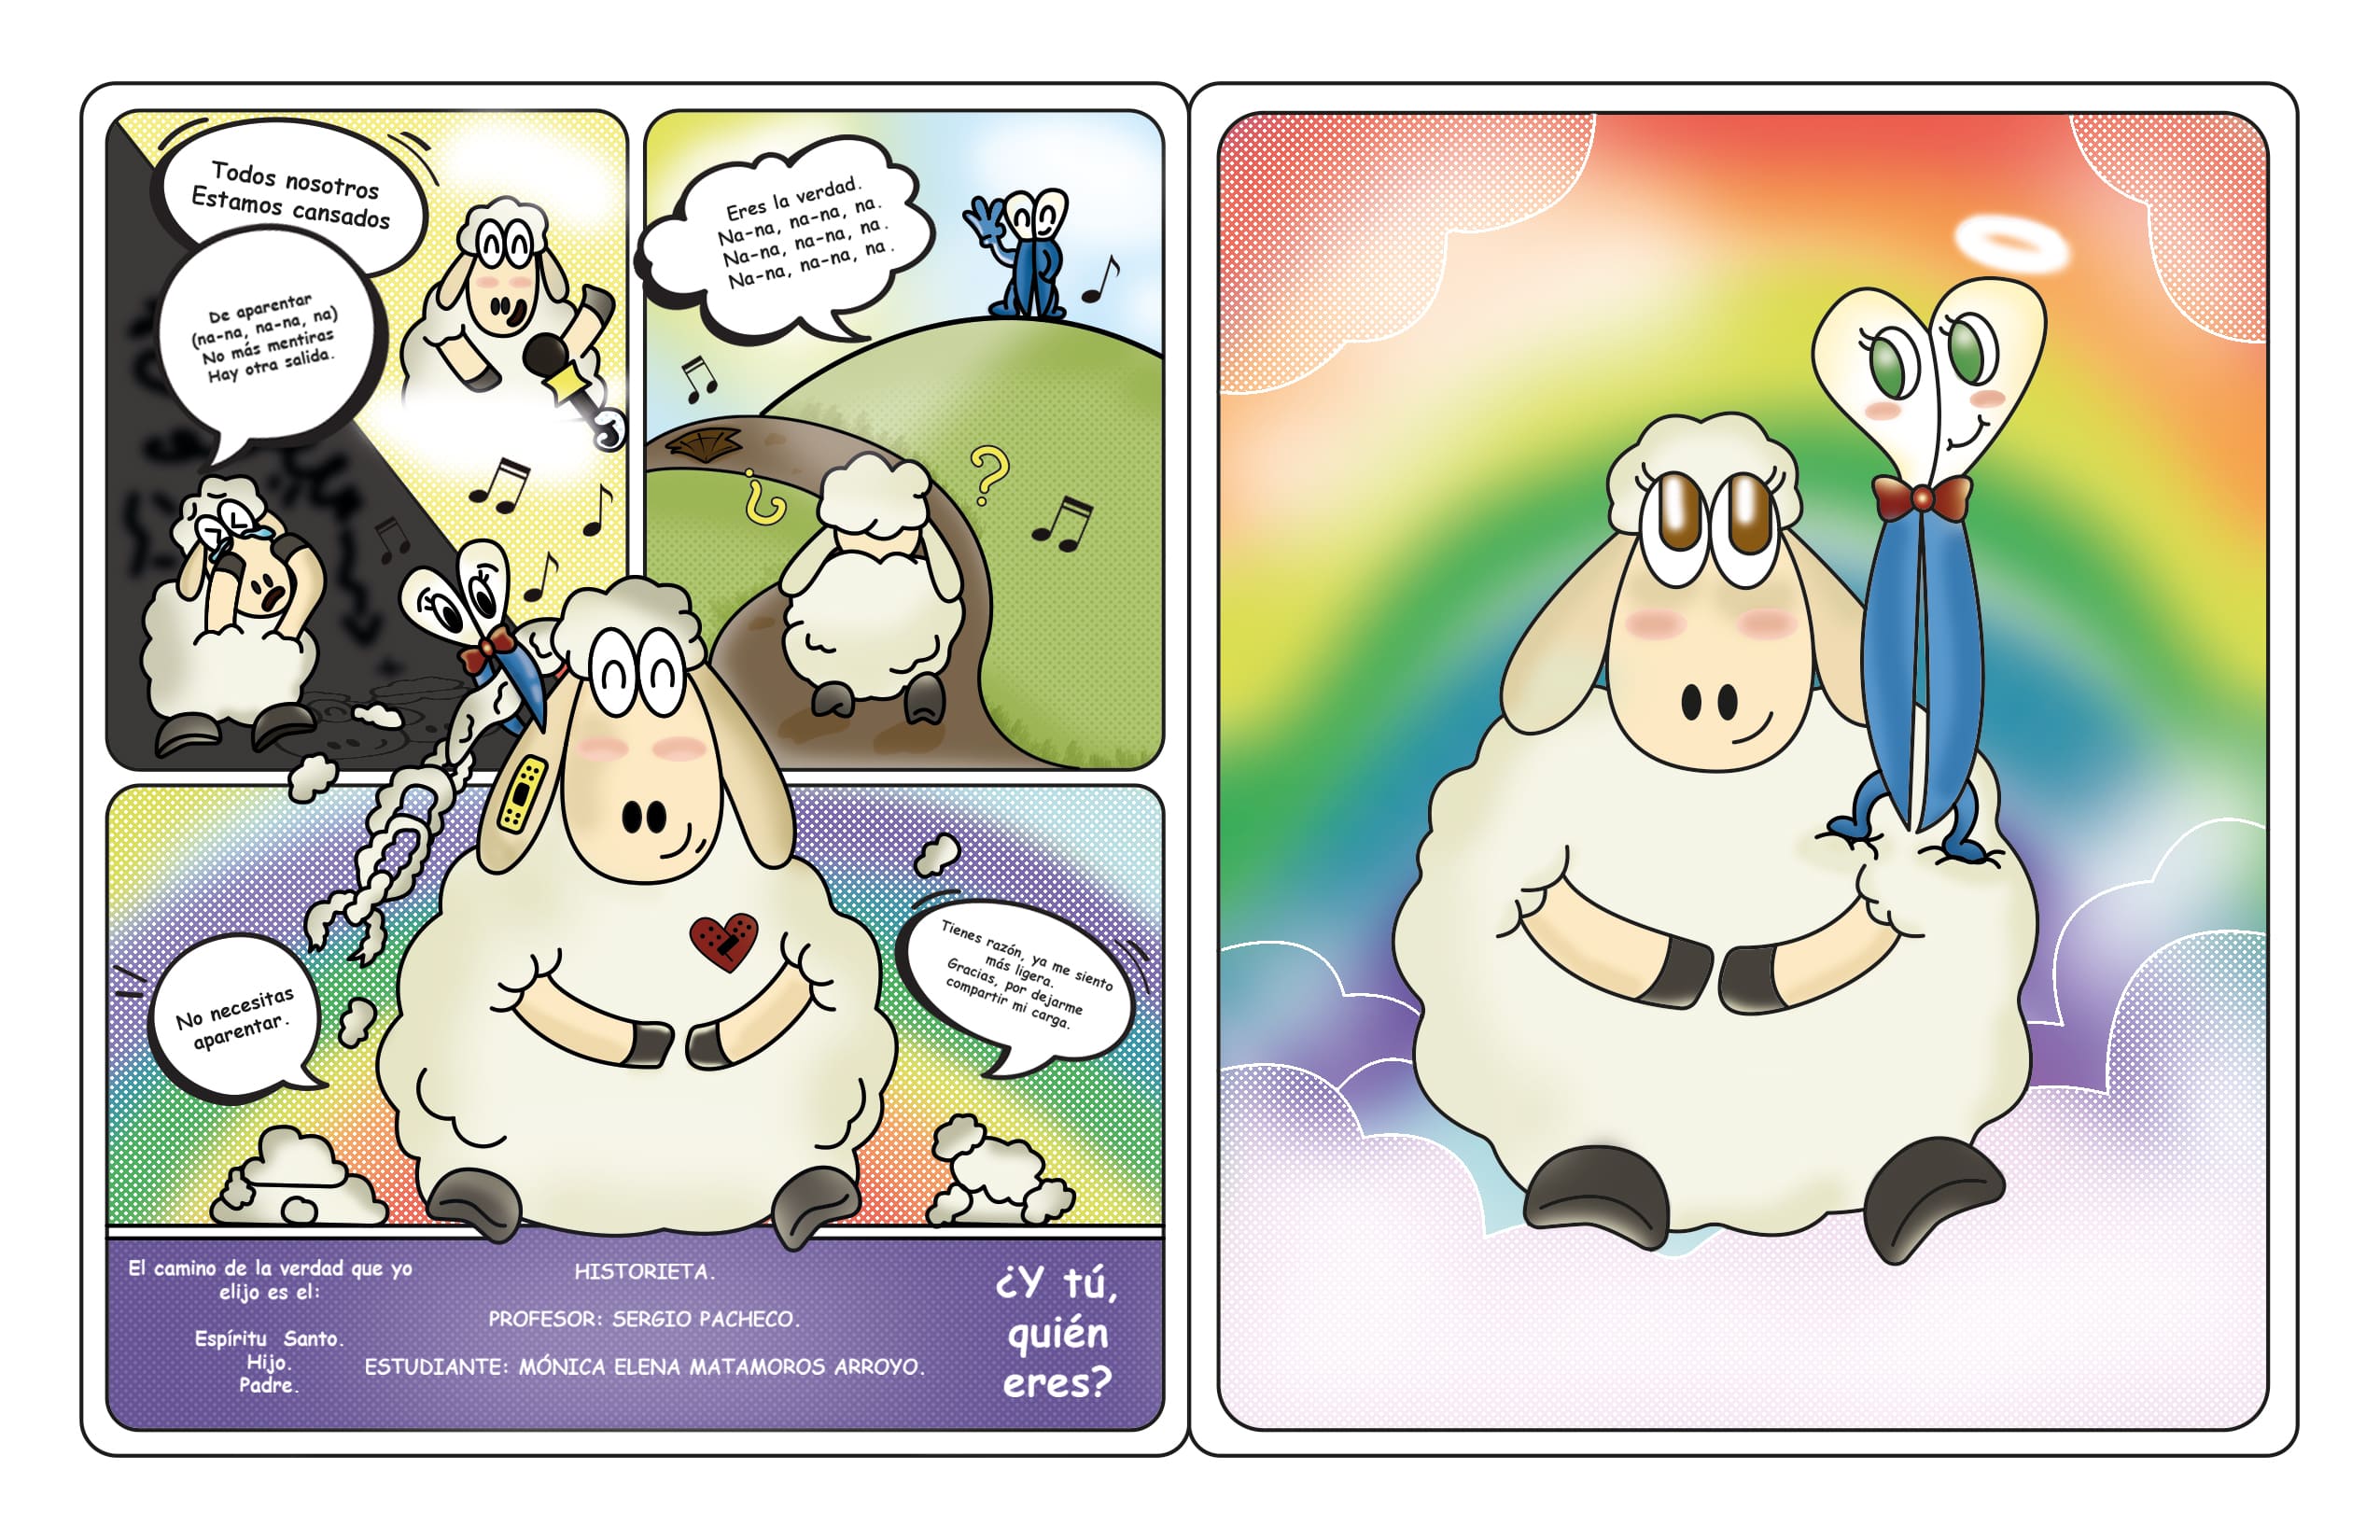 Todos nosotros
Estamos cansados
De aparentar
(na-na, na-na, na)
No más mentiras
Hay otra salida.
Eres la verdad.
Na-na, na-na, na.
Na-na, na-na, na.
Na-na, na-na, na.
¿
?
No necesitas
aparentar.
Tienes razón, ya me siento
más ligera.
Gracias, por dejarme
compartir mi carga.
El camino de la verdad que yo
elijo es el:
Espíritu Santo.
Hijo.
Padre.
HISTORIETA.
PROFESOR: SERGIO PACHECO.
ESTUDIANTE: MÓNICA ELENA MATAMOROS ARROYO.
¿Y tú,
quién
eres?